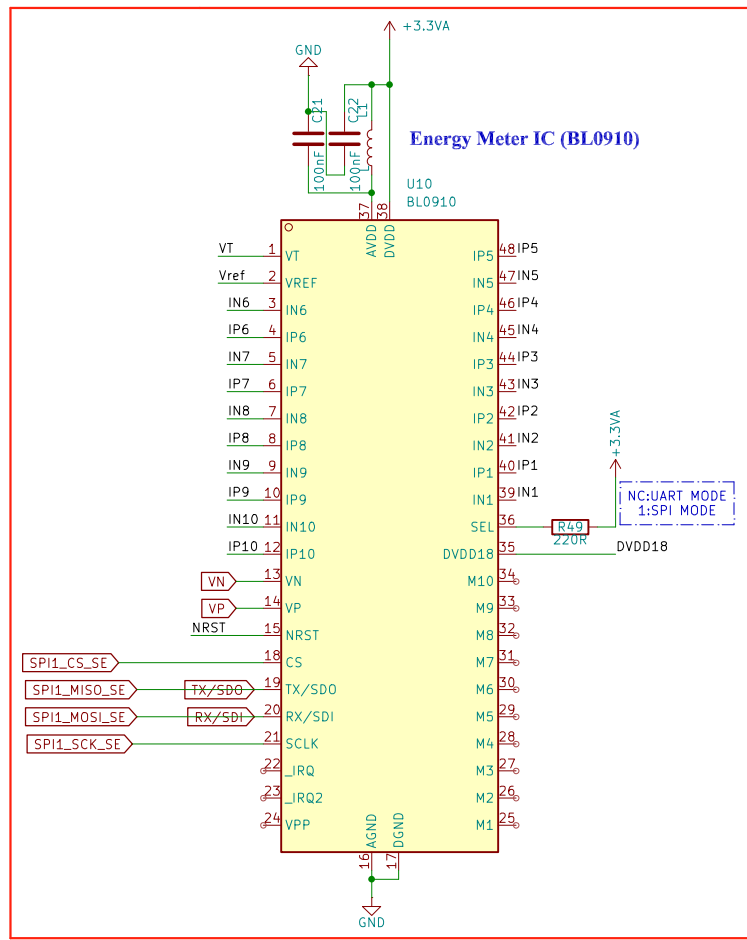 +3.3VA
GND
C21
C22
L1
100nF
100nF
L
Energy Meter IC (BL0910)
U10
BL0910
37
38
AVDD
DVDD
VT 1 VT
Vref 2 VREF
IN6 3 IN6
IP6 4 IP6
IN7 5 IN7
IP7 6 IP7
IN8 7 IN8
IP8 8 IP8
IN9 9 IN9
IP9 10 IP9
IN10 11 IN10
IP10 12 IP10
VN 13 VN
VP 14 VP
NRST 15 NRST
SPI1_CS_SE 18 CS
SPI1_MISO_SE TX/SDO 19 TX/SDO
SPI1_MOSI_SE RX/SDI 20 RX/SDI
SPI1_SCK_SE 21 SCLK
22 _IRQ
23 _IRQ2
24 VPP
IP5 48 IP5
IN5 47 IN5
IP4 46 IP4
IN4 45 IN4
IP3 44 IP3
IN3 43 IN3
IP2 42 IP2
IN2 41 IN2
IP1 40 IP1
IN1 39 IN1
SEL 36 R49
220R
+3.3VA
NC:UART MODE
1:SPI MODE
DVDD18 35 DVDD18
M10 34
M9 33
M8 32
M7 31
M6 30
M5 29
M4 28
M3 27
M2 26
M1 25
AGND
DGND
16
17
GND